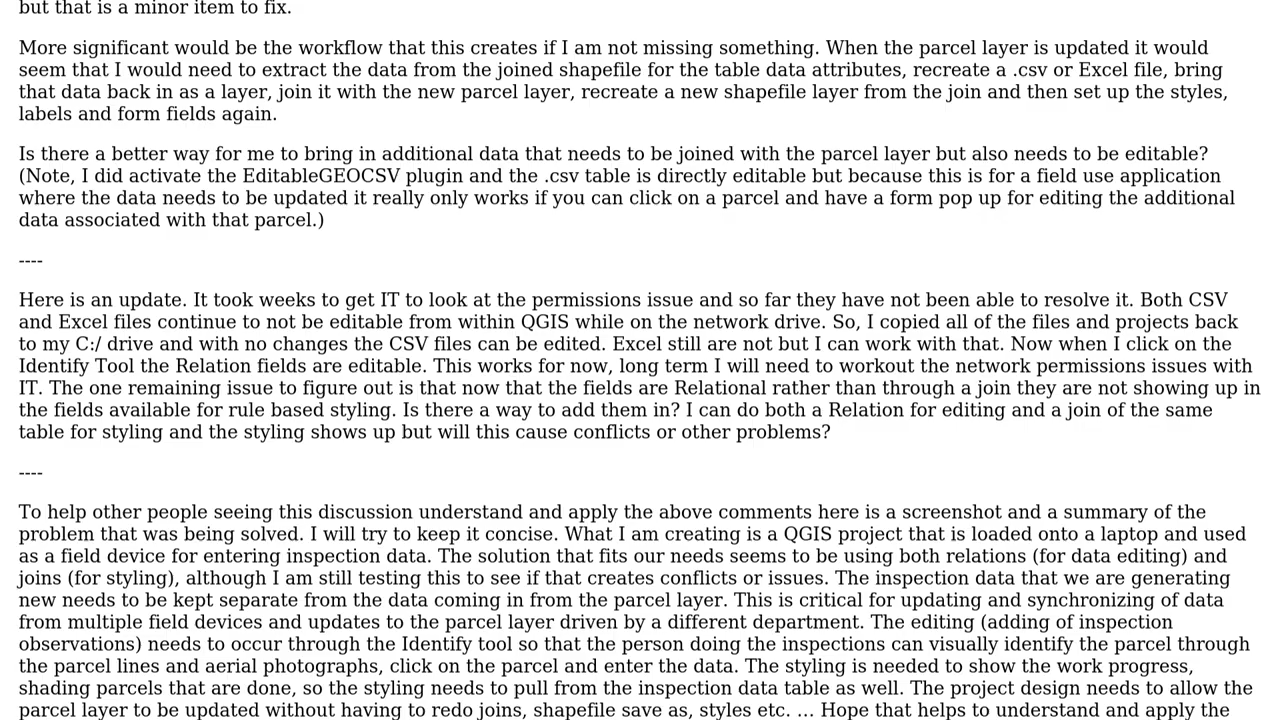 but that is a minor item to fix.
More significant would be the workflow that this creates if I am not missing something. When the parcel layer is updated it would
seem that I would need to extract the data from the joined shapefile for the table data attributes, recreate a .csv or Excel file, bring
that data back in as a layer, join it with the new parcel layer, recreate a new shapefile layer from the join and then set up the styles,
labels and form fields again.
Is there a better way for me to bring in additional data that needs to be joined with the parcel layer but also needs to be editable?
(Note, I did activate the EditableGEOCSV plugin and the .csv table is directly editable but because this is for a field use application
where the data needs to be updated it really only works if you can click on a parcel and have a form pop up for editing the additional
data associated with that parcel.)
----
Here is an update. It took weeks to get IT to look at the permissions issue and so far they have not been able to resolve it. Both CSV
and Excel files continue to not be editable from within QGIS while on the network drive. So, I copied all of the files and projects back
to my C:/ drive and with no changes the CSV files can be edited. Excel still are not but I can work with that. Now when I click on the
Identify Tool the Relation fields are editable. This works for now, long term I will need to workout the network permissions issues with
IT. The one remaining issue to figure out is that now that the fields are Relational rather than through a join they are not showing up in
the fields available for rule based styling. Is there a way to add them in? I can do both a Relation for editing and a join of the same
table for styling and the styling shows up but will this cause conflicts or other problems?
----
To help other people seeing this discussion understand and apply the above comments here is a screenshot and a summary of the
problem that was being solved. I will try to keep it concise. What I am creating is a QGIS project that is loaded onto a laptop and used
as a field device for entering inspection data. The solution that fits our needs seems to be using both relations (for data editing) and
joins (for styling), although I am still testing this to see if that creates conflicts or issues. The inspection data that we are generating
new needs to be kept separate from the data coming in from the parcel layer. This is critical for updating and synchronizing of data
from multiple field devices and updates to the parcel layer driven by a different department. The editing (adding of inspection
observations) needs to occur through the Identify tool so that the person doing the inspections can visually identify the parcel through
the parcel lines and aerial photographs, click on the parcel and enter the data. The styling is needed to show the work progress,
shading parcels that are done, so the styling needs to pull from the inspection data table as well. The project design needs to allow the
parcel layer to be updated without having to redo joins, shapefile save as, styles etc. ... Hope that helps to understand and apply the